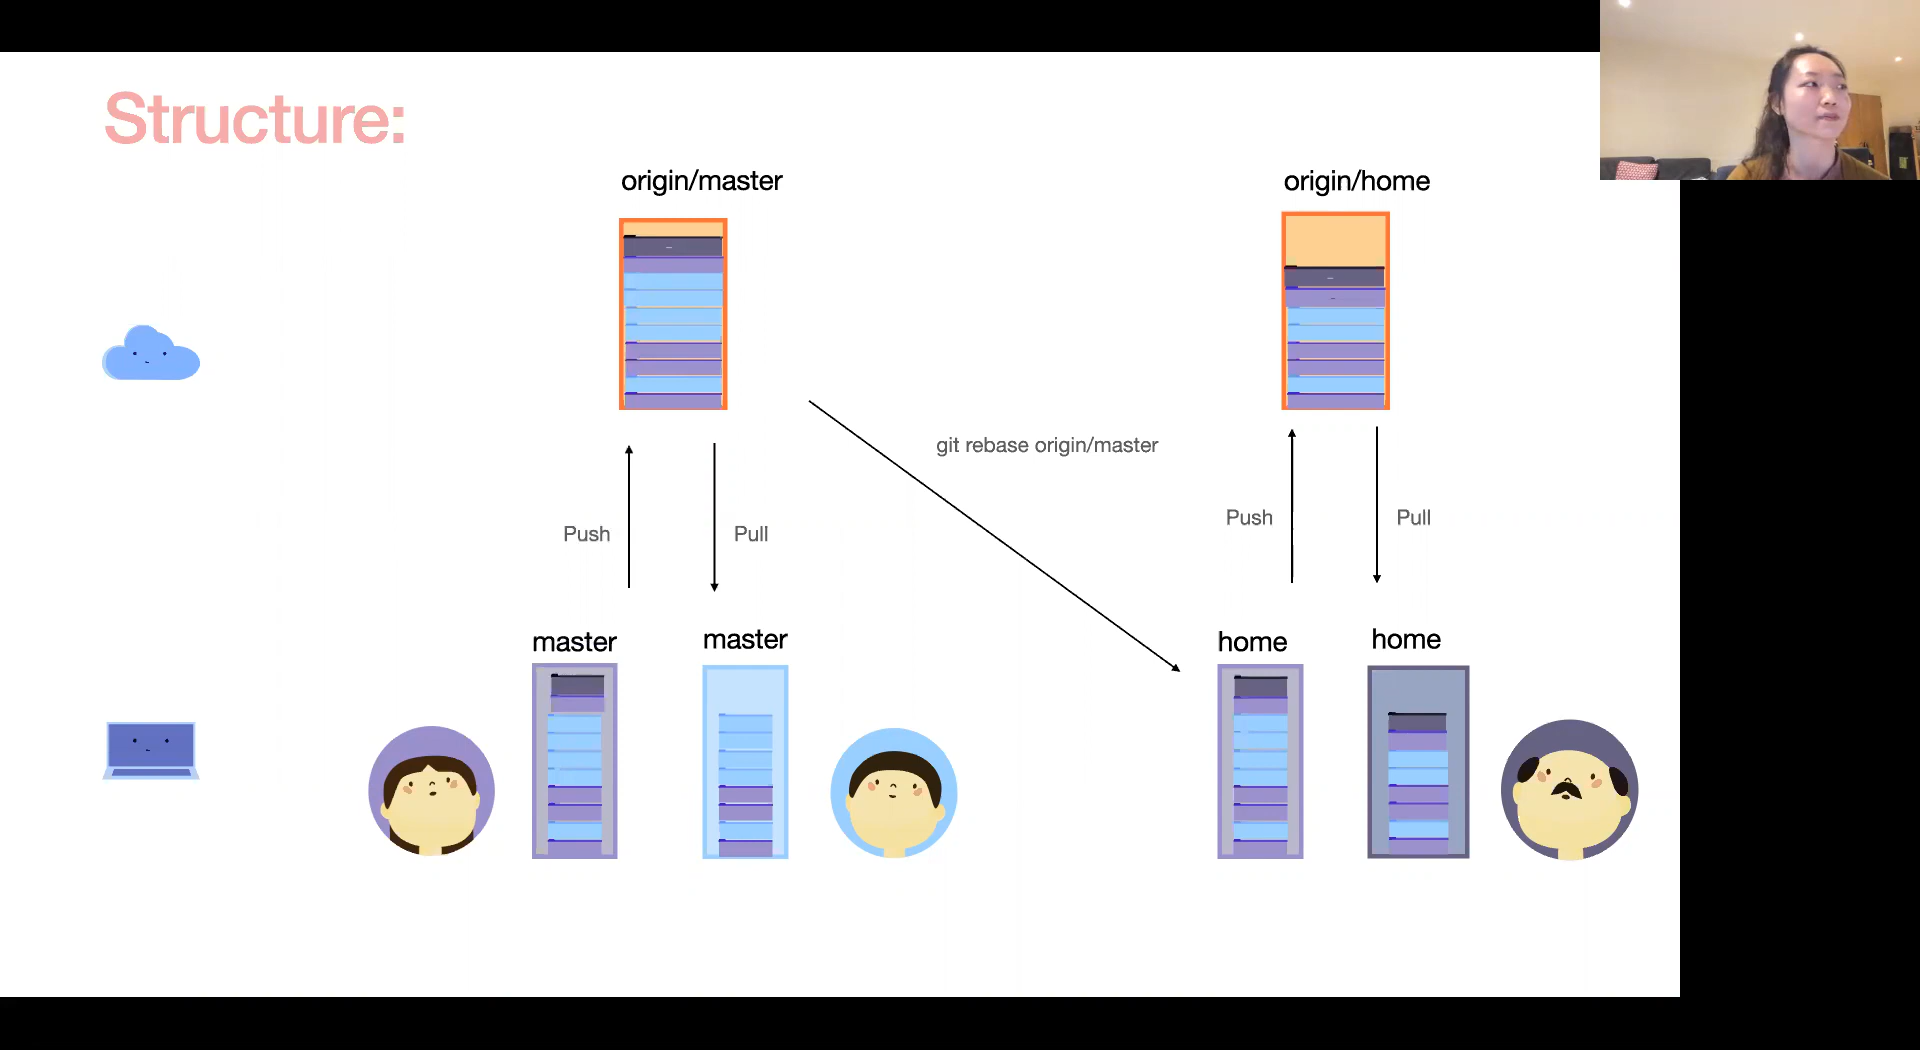 Structure:
origin/master
origin/home
git rebase origin/master
Push
Pull
Push
Pull
master
master
home
home